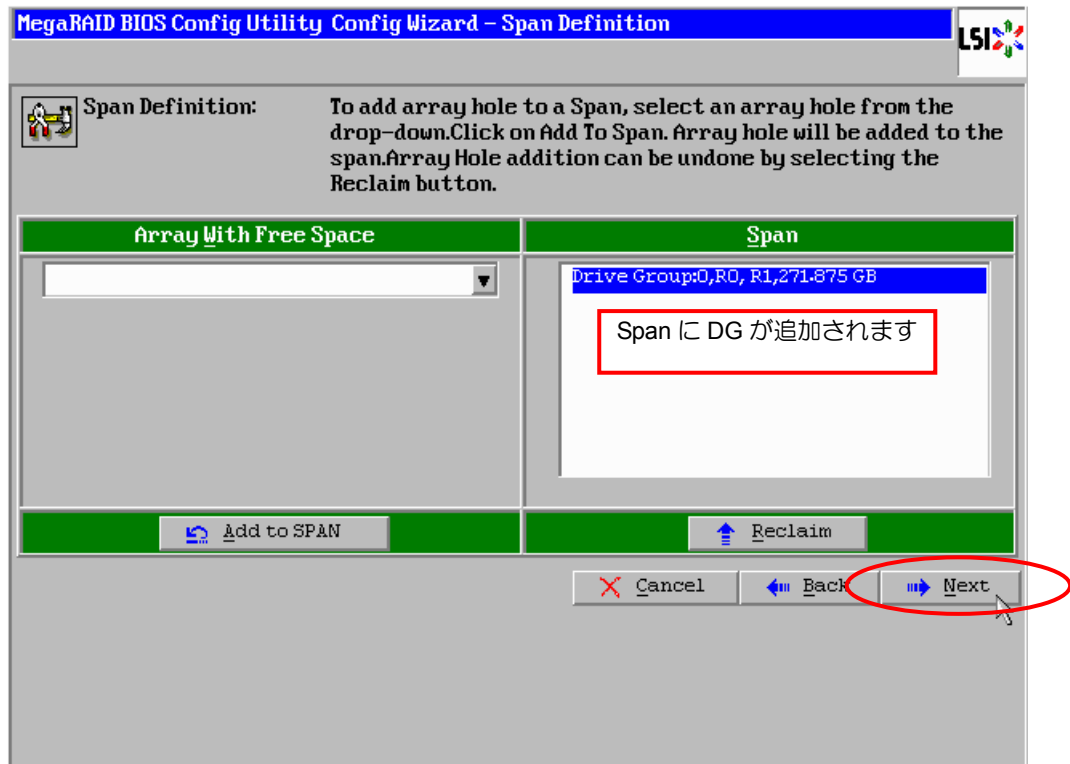 MegaRAID BIOS Config Utility Config Wizard – Span Definition
LSI
Span Definition:
To add array hole to a Span, select an array hole from the
drop-down.Click on Add To Span. Array hole will be added to the
span.Array Hole addition can be undone by selecting the
Reclaim button.
Array With Free Space
Span
Drive Group:0,R0, R1,271.875 GB
Span に DG が追加されます
Add to SPAN
Reclaim
Cancel
Back
Next